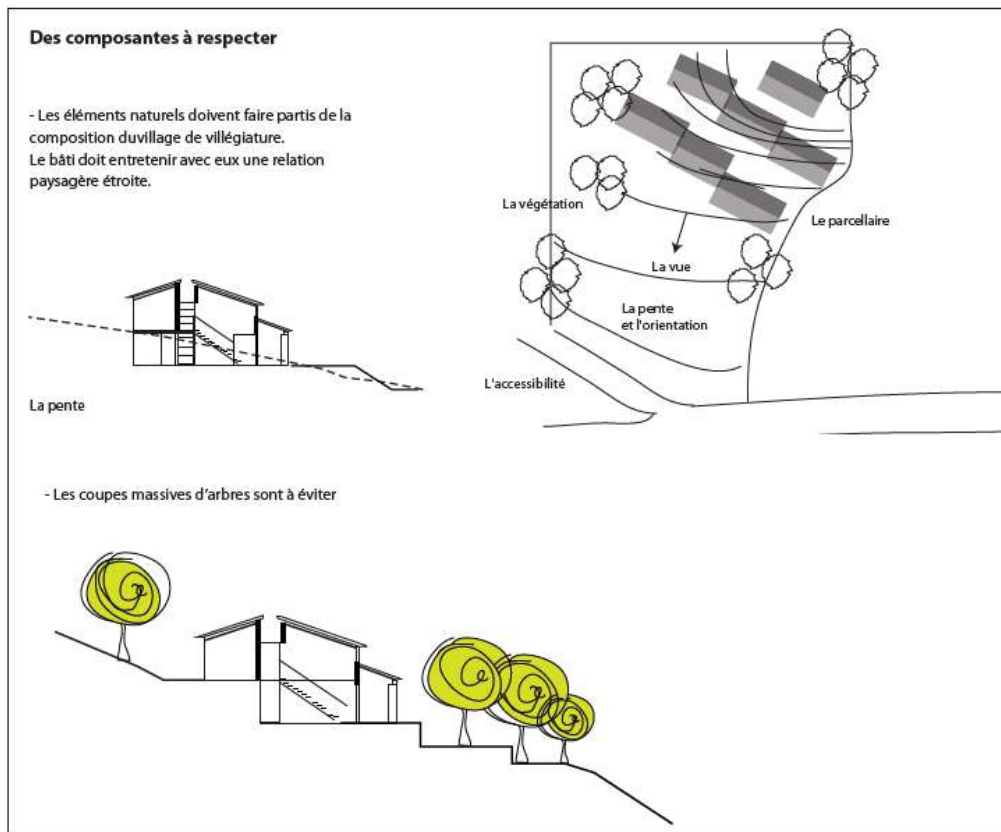 Des composantes à respecter
- Les éléments naturels doivent faire partis de la
composition duvillage de villégiature.
Le bâti doit entretenir avec eux une relation
paysagère étroite.
La végétation
Le parcellaire
La vue
La pente
et l'orientation
L'accessibilité
La pente
- Les coupes massives d'arbres sont à éviter